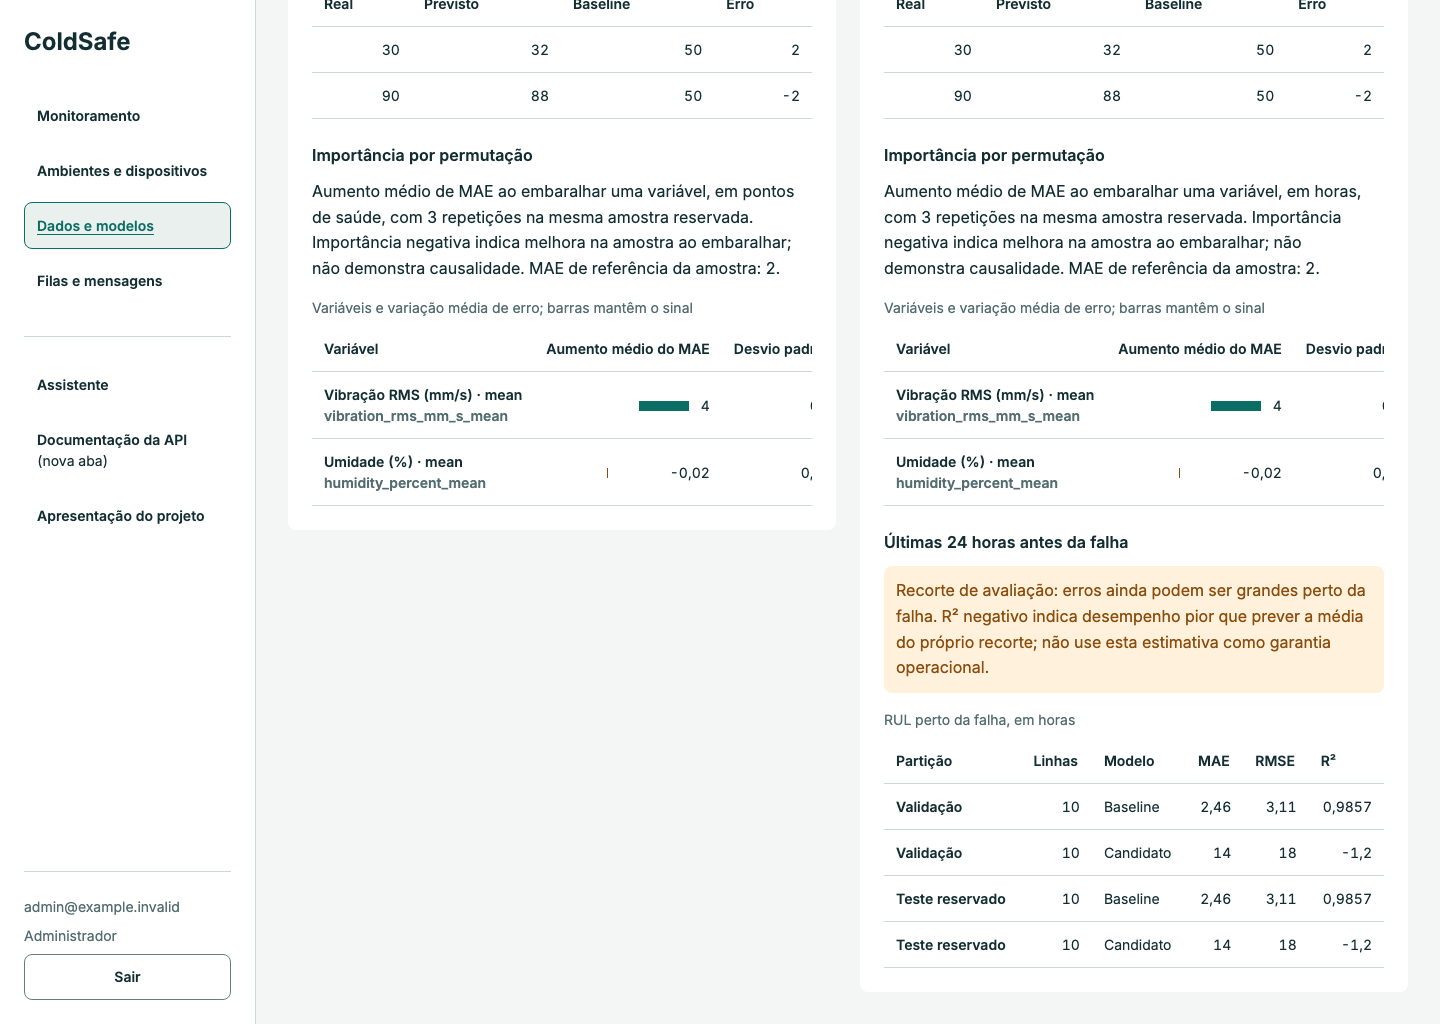 ColdSafe
Monitoramento
Ambientes e dispositivos
Dados e modelos
Filas e mensagens
Assistente
Documentação da API
(nova aba)
Apresentação do projeto
admin@example.invalid
Administrador
Sair
Real Previsto Baseline Erro
30 32 50 2
90 88 50 -2
Importância por permutação
Aumento médio de MAE ao embaralhar uma variável, em pontos
de saúde, com 3 repetições na mesma amostra reservada.
Importância negativa indica melhora na amostra ao embaralhar;
não demonstra causalidade. MAE de referência da amostra: 2.
Variáveis e variação média de erro; barras mantêm o sinal
Variável Aumento médio do MAE Desvio
Vibração RMS (mm/s) · mean
vibration_rms_mm_s_mean 4
Umidade (%) · mean
humidity_percent_mean -0,02 0,
Real Previsto Baseline Erro
30 32 50 2
90 88 50 -2
Importância por permutação
Aumento médio de MAE ao embaralhar uma variável, em horas,
com 3 repetições na mesma amostra reservada. Importância
negativa indica melhora na amostra ao embaralhar; não
demonstra causalidade. MAE de referência da amostra: 2.
Variáveis e variação média de erro; barras mantêm o sinal
Variável Aumento médio do MAE Desvio
Vibração RMS (mm/s) · mean
vibration_rms_mm_s_mean 4
Umidade (%) · mean
humidity_percent_mean -0,02 0,
Últimas 24 horas antes da falha
Recorte de avaliação: erros ainda podem ser grandes perto da
falha. R² negativo indica desempenho pior que prever a média
do próprio recorte; não use esta estimativa como garantia
operacional.
RUL perto da falha, em horas
Partição Linhas Modelo MAE RMSE R²
Validação 10 Baseline 2,46 3,11 0,9857
Validação 10 Candidato 14 18 -1,2
Teste reservado 10 Baseline 2,46 3,11 0,9857
Teste reservado 10 Candidato 14 18 -1,2